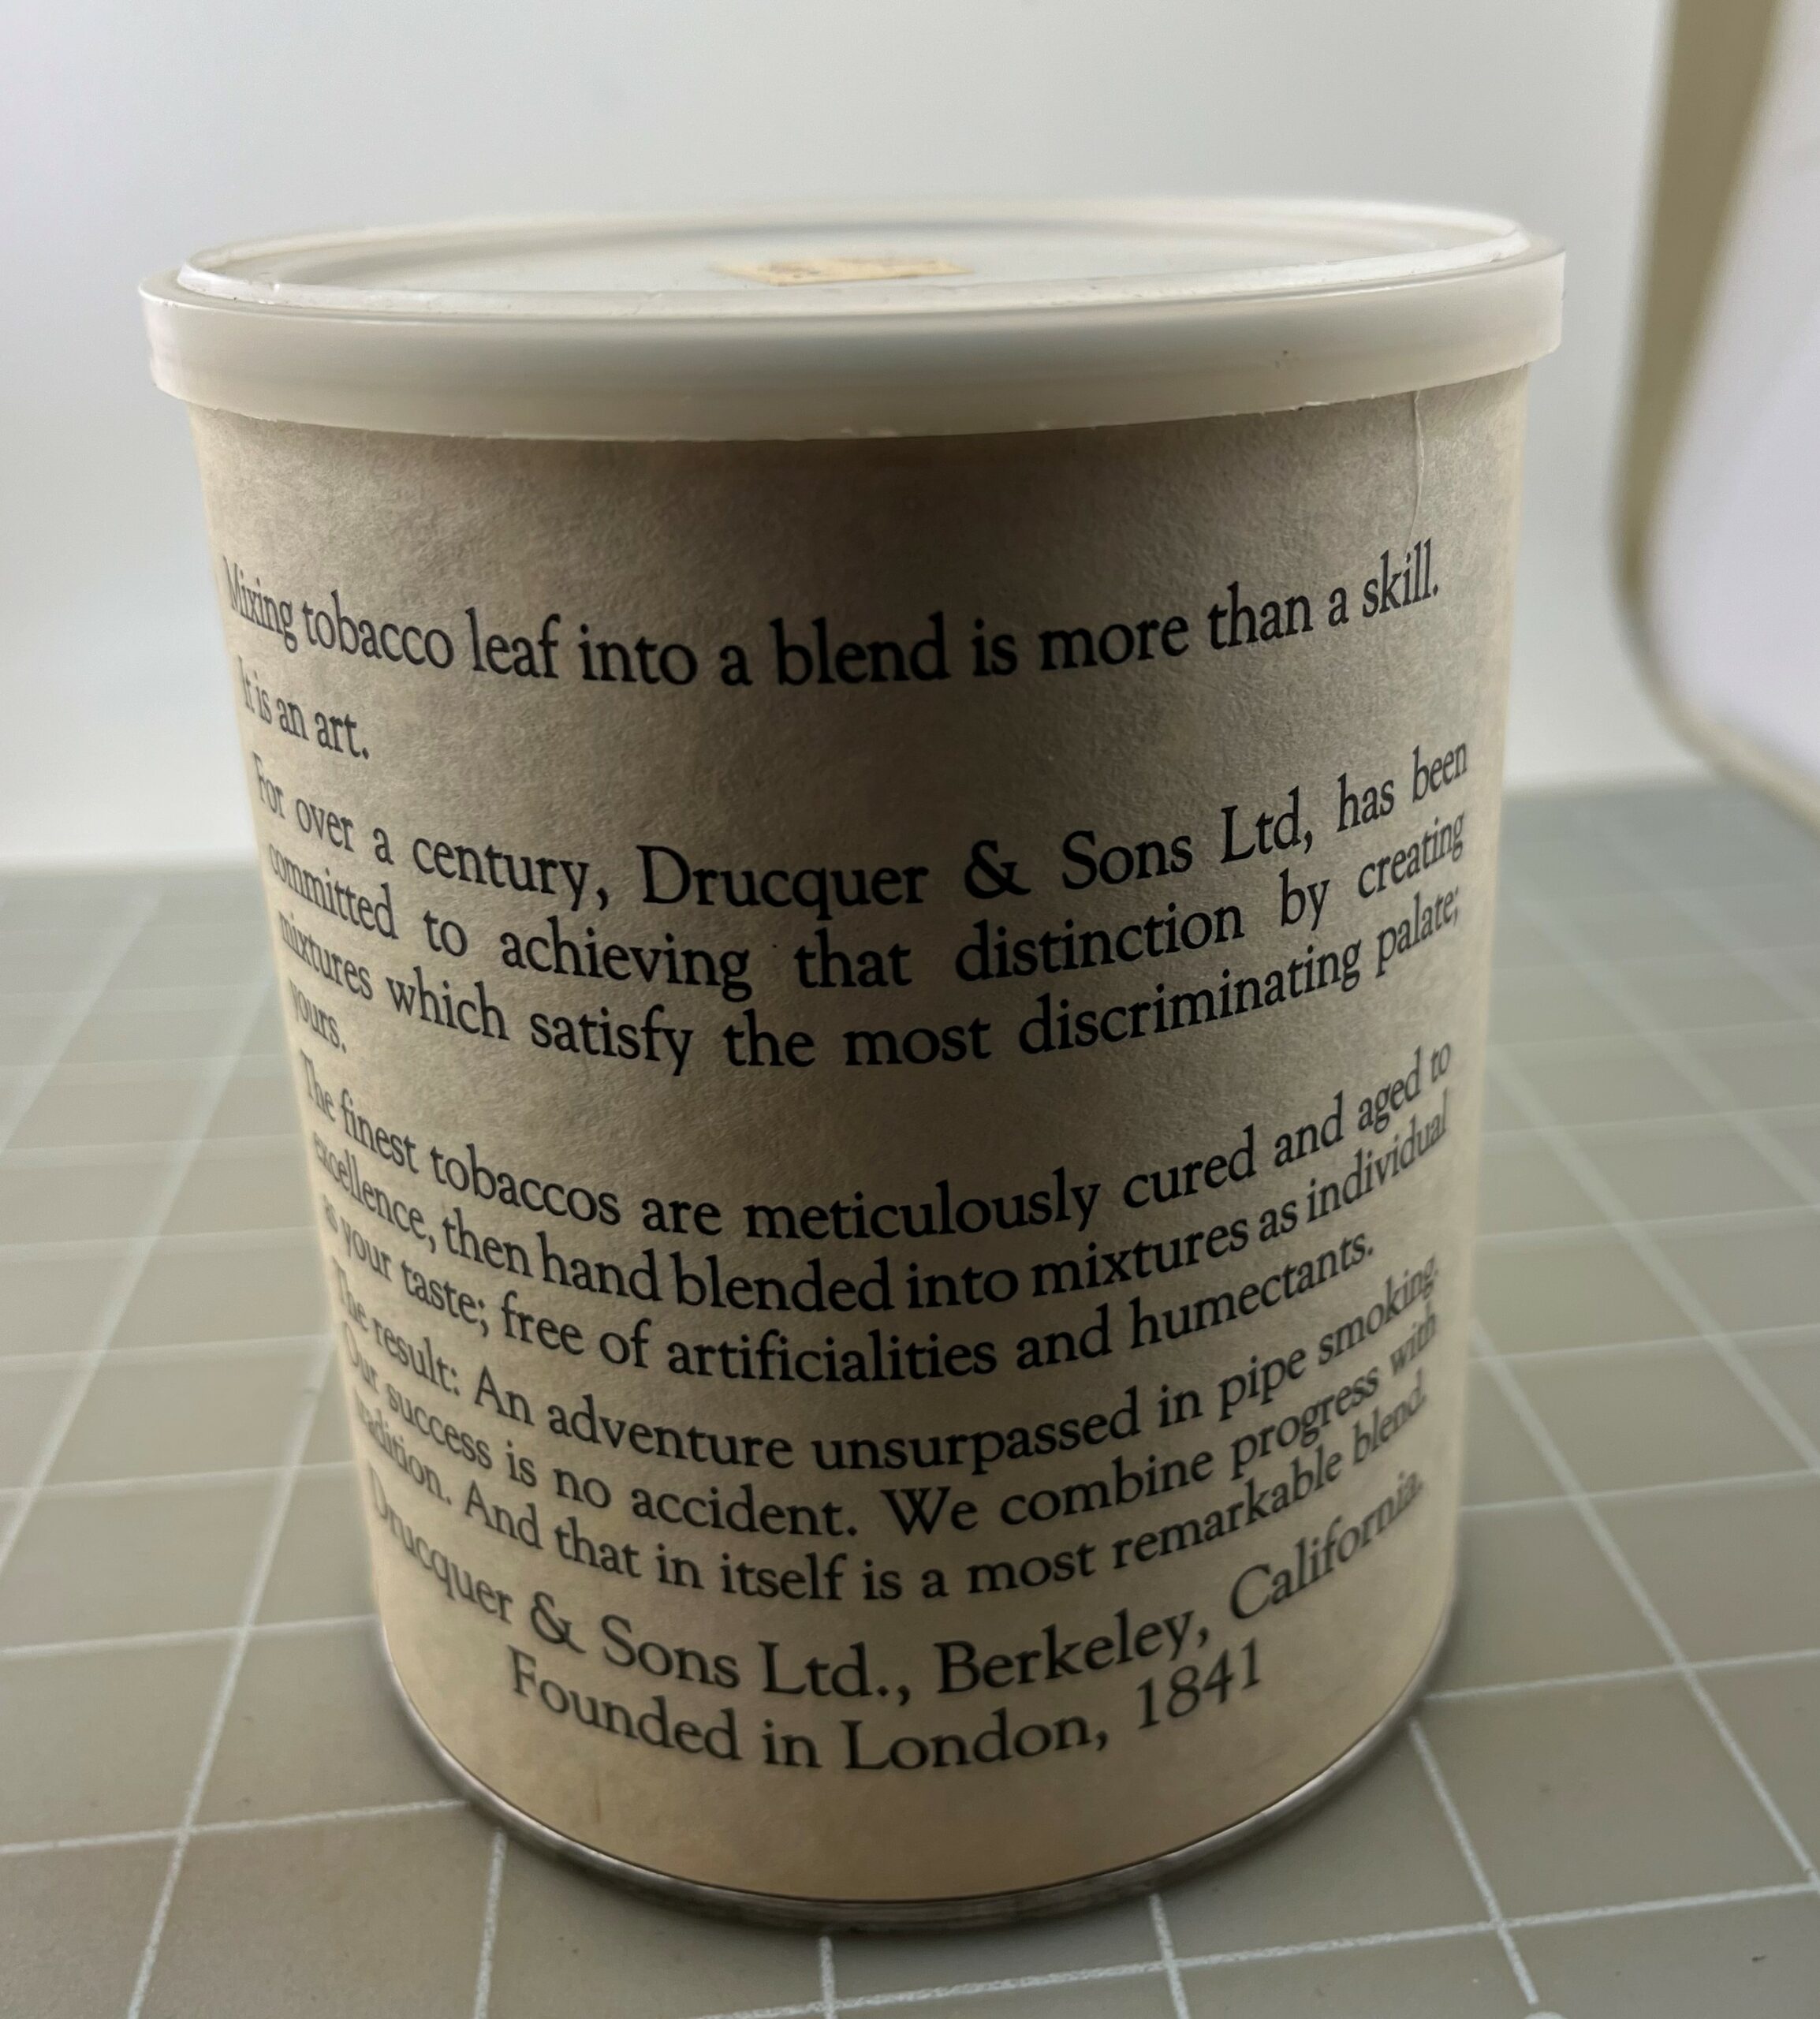 Mixing tobacco leaf into a blend is more than a skill.
It is an art.
For over a century, Drucquer & Sons Ltd, has been
committed to achieving that distinction by creating
mixtures which satisfy the most discriminating palate;
yours.
The finest tobaccos are meticulously cured and aged to
excellence, then hand blended into mixtures as individual
as your taste; free of artificialities and humectants.
The result: An adventure unsurpassed in pipe smoking.
Our success is no accident. We combine progress with
tradition. And that in itself is a most remarkable blend.
Drucquer & Sons Ltd., Berkeley, California.
Founded in London, 1841